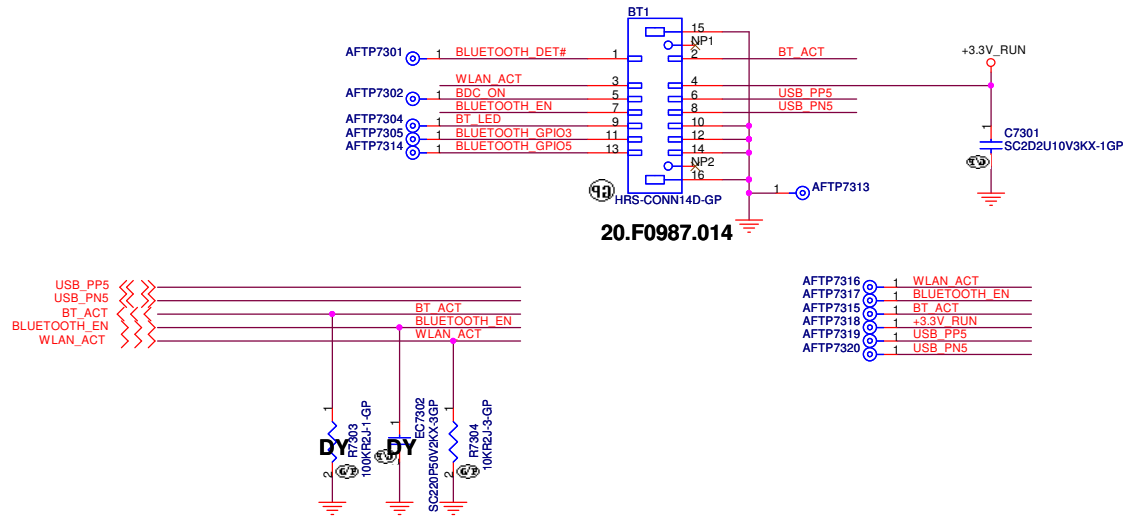 BT1
15
NP1
AFTP7301 1 BLUETOOTH_DET# 1
2 BT_ACT
+3.3V_RUN
WLAN_ACT 3
4
AFTP7302 1 BDC_ON 5
6 USB_PP5
BLUETOOTH_EN 7
8 USB_PN5
AFTP7304 1 BT_LED 9
10
AFTP7305 1 BLUETOOTH_GPIO3 11
12
AFTP7314 1 BLUETOOTH_GPIO5 13
14
NP2
16
1
C7301
SC2D2U10V3KX-1GP
1 AFTP7313
HRS-CONN14D-GP
20.F0987.014
USB_PP5
USB_PN5
BT_ACT BT_ACT
BLUETOOTH_EN BLUETOOTH_EN
WLAN_ACT WLAN_ACT
AFTP7316 1 WLAN_ACT
AFTP7317 1 BLUETOOTH_EN
AFTP7315 1 BT_ACT
AFTP7318 1 +3.3V_RUN
AFTP7319 1 USB_PP5
AFTP7320 1 USB_PN5
1
2
DY
R7303
100KR2J-1-GP
1
DY
EC7302
SC220P50V2KX-3GP
1
2
R7304
10KR2J-3-GP